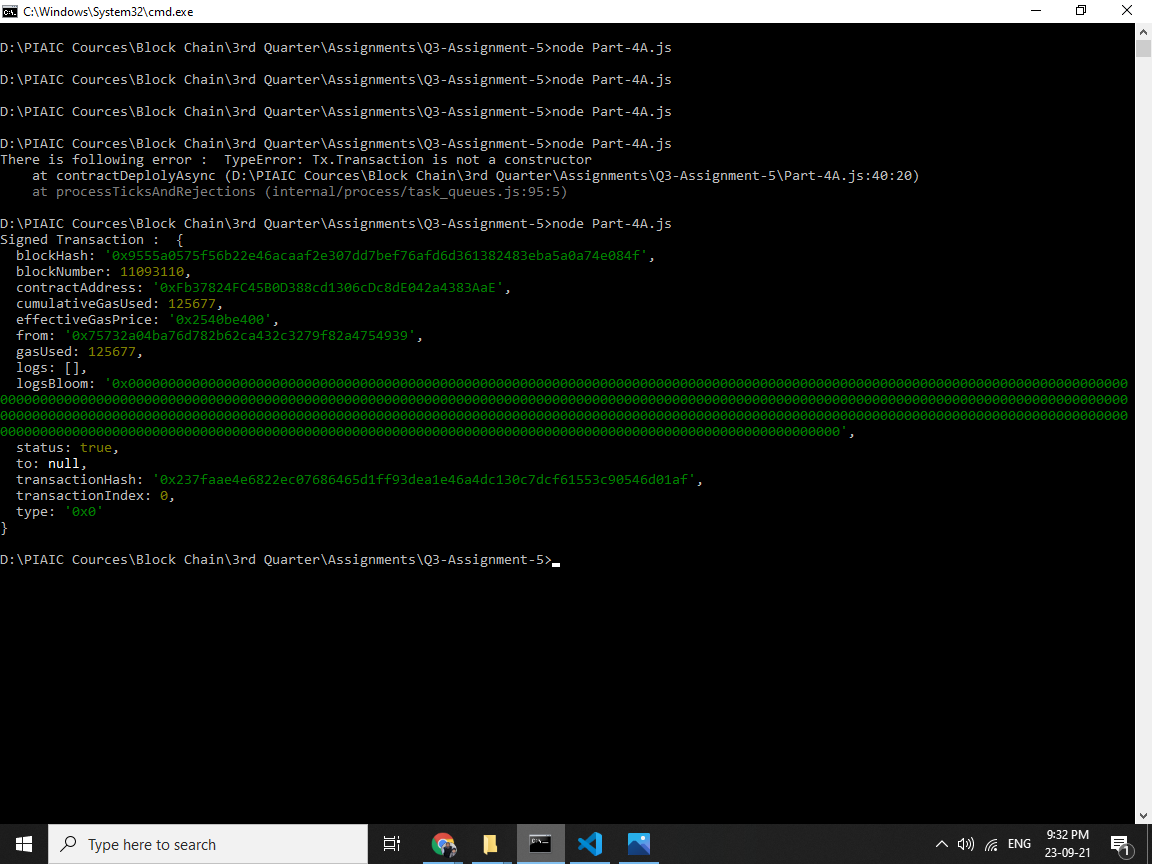 C:\Windows\System32\cmd.exe
D:\PIAIC Cources\Block Chain\3rd Quarter\Assignments\Q3-Assignment-5>node Part-4A.js
D:\PIAIC Cources\Block Chain\3rd Quarter\Assignments\Q3-Assignment-5>node Part-4A.js
D:\PIAIC Cources\Block Chain\3rd Quarter\Assignments\Q3-Assignment-5>node Part-4A.js
D:\PIAIC Cources\Block Chain\3rd Quarter\Assignments\Q3-Assignment-5>node Part-4A.js
There is following error :  TypeError: Tx.Transaction is not a constructor
    at contractDeplolyAsync (D:\PIAIC Cources\Block Chain\3rd Quarter\Assignments\Q3-Assignment-5\Part-4A.js:40:20)
    at processTicksAndRejections (internal/process/task_queues.js:95:5)
D:\PIAIC Cources\Block Chain\3rd Quarter\Assignments\Q3-Assignment-5>node Part-4A.js
Signed Transaction :  {
  blockHash: '0x9555a0575f56b22e46acaaf2e307dd7bef76afd6d361382483eba5a0a74e084f',
  blockNumber: 11093110,
  contractAddress: '0xFb37824FC45B0D388cd1306cDc8dE042a4383AaE',
  cumulativeGasUsed: 125677,
  effectiveGasPrice: '0x2540be400',
  from: '0x75732a04ba76d782b62ca432c3279f82a4754939',
  gasUsed: 125677,
  logs: [],
  logsBloom: '0x00000000000000000000000000000000000000000000000000000000000000000000000000000000000000000000000000000000000000000000000000000
000000000000000000000000000000000000000000000000000000000000000000000000000000000000000000000000000000000000000000000000000000000000000000000
000000000000000000000000000000000000000000000000000000000000000000000000000000000000000000000000000000000000000000000000000000000000000000000
000000000000000000000000000000000000000000000000000000000000000000000000000000000000000000000000000000000',
  status: true,
  to: null,
  transactionHash: '0x237faae4e6822ec07686465d1ff93dea1e46a4dc130c7dcf61553c90546d01af',
  transactionIndex: 0,
  type: '0x0'
}
D:\PIAIC Cources\Block Chain\3rd Quarter\Assignments\Q3-Assignment-5>
Type here to search
ENG
9:32 PM
23-09-21
1